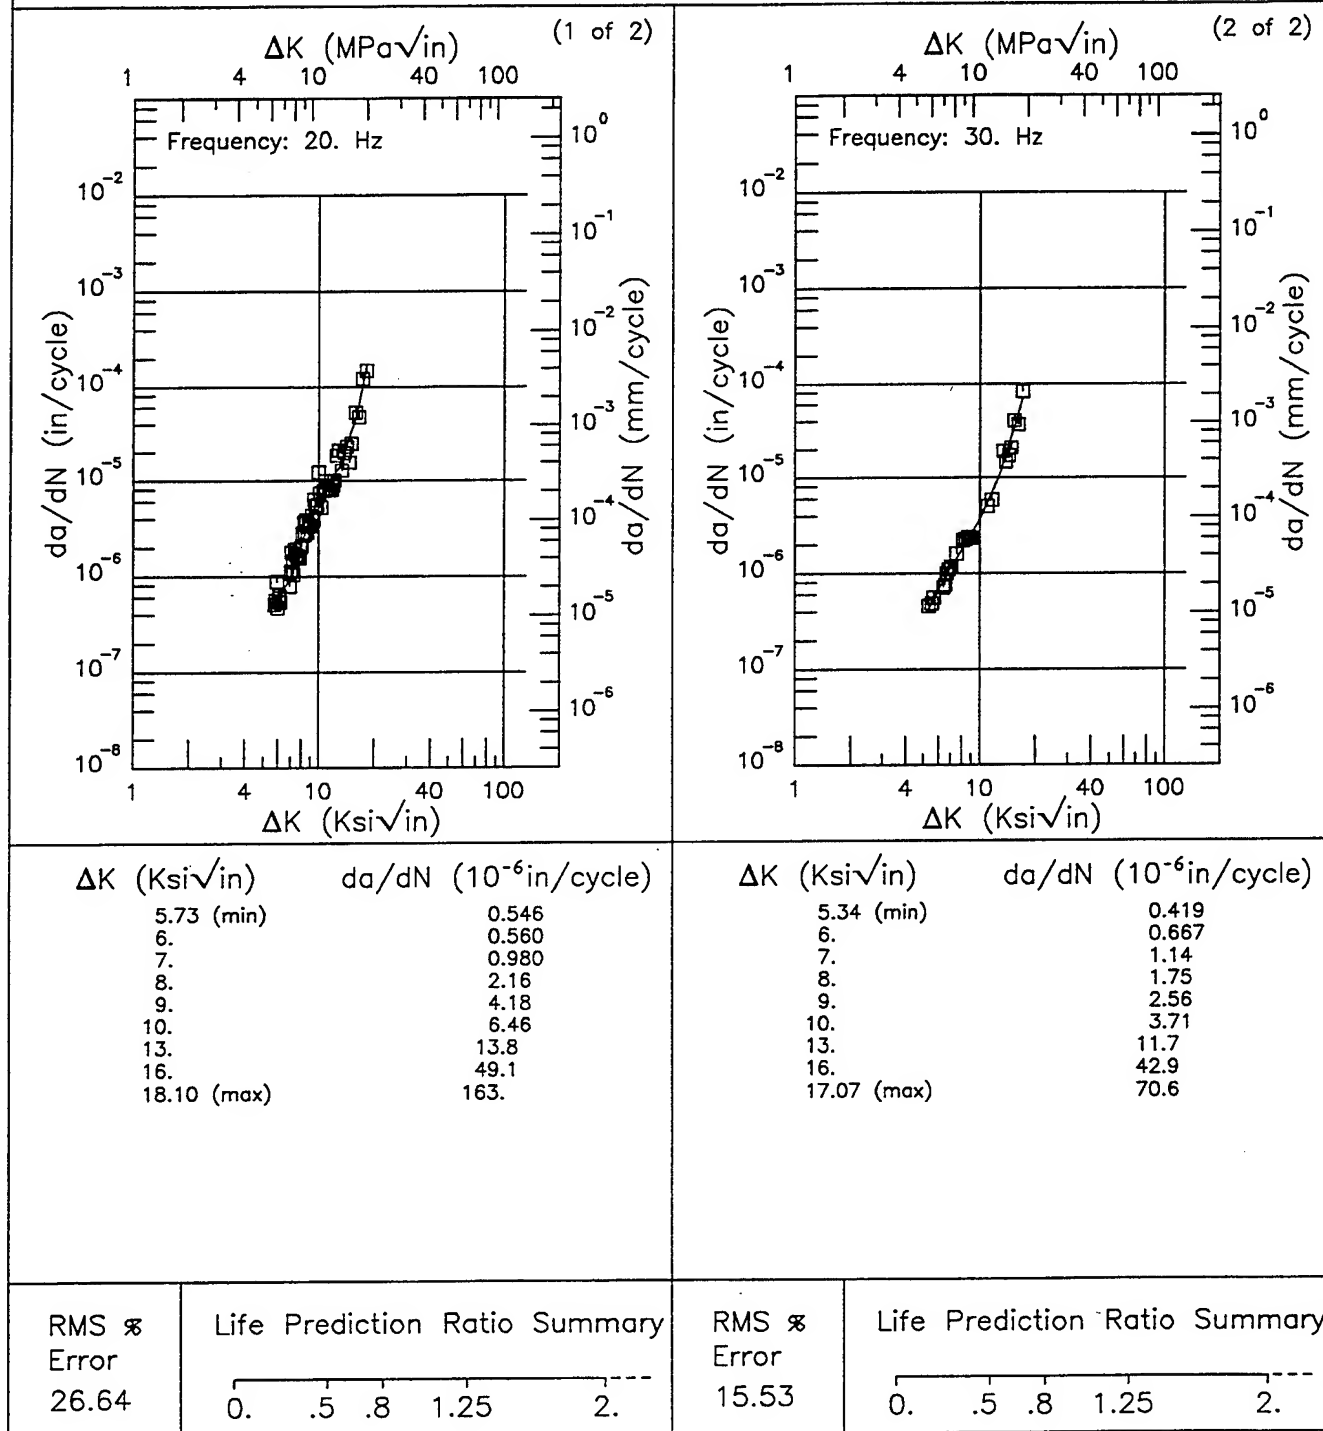 (1 of 2)
ΔK (MPa√in)
1 4 10 40 100
Frequency: 20. Hz
10⁻²
10⁻³
10⁻⁴
10⁻⁵
10⁻⁶
10⁻⁷
10⁻⁸
da/dN (in/cycle)
10⁰
10⁻¹
10⁻²
10⁻³
10⁻⁴
10⁻⁵
10⁻⁶
da/dN (mm/cycle)
1 4 10 40 100
ΔK (Ksi√in)
ΔK (Ksi√in) da/dN (10⁻⁶in/cycle)
5.73 (min) 0.546
6. 0.560
7. 0.980
8. 2.16
9. 4.18
10. 6.46
13. 13.8
16. 49.1
18.10 (max) 163.
RMS %
Error
26.64
Life Prediction Ratio Summary
0. .5 .8 1.25 2.
(2 of 2)
ΔK (MPa√in)
1 4 10 40 100
Frequency: 30. Hz
10⁻²
10⁻³
10⁻⁴
10⁻⁵
10⁻⁶
10⁻⁷
10⁻⁸
da/dN (in/cycle)
10⁰
10⁻¹
10⁻²
10⁻³
10⁻⁴
10⁻⁵
10⁻⁶
da/dN (mm/cycle)
1 4 10 40 100
ΔK (Ksi√in)
ΔK (Ksi√in) da/dN (10⁻⁶in/cycle)
5.34 (min) 0.419
6. 0.667
7. 1.14
8. 1.75
9. 2.56
10. 3.71
13. 11.7
16. 42.9
17.07 (max) 70.6
RMS %
Error
15.53
Life Prediction Ratio Summary
0. .5 .8 1.25 2.